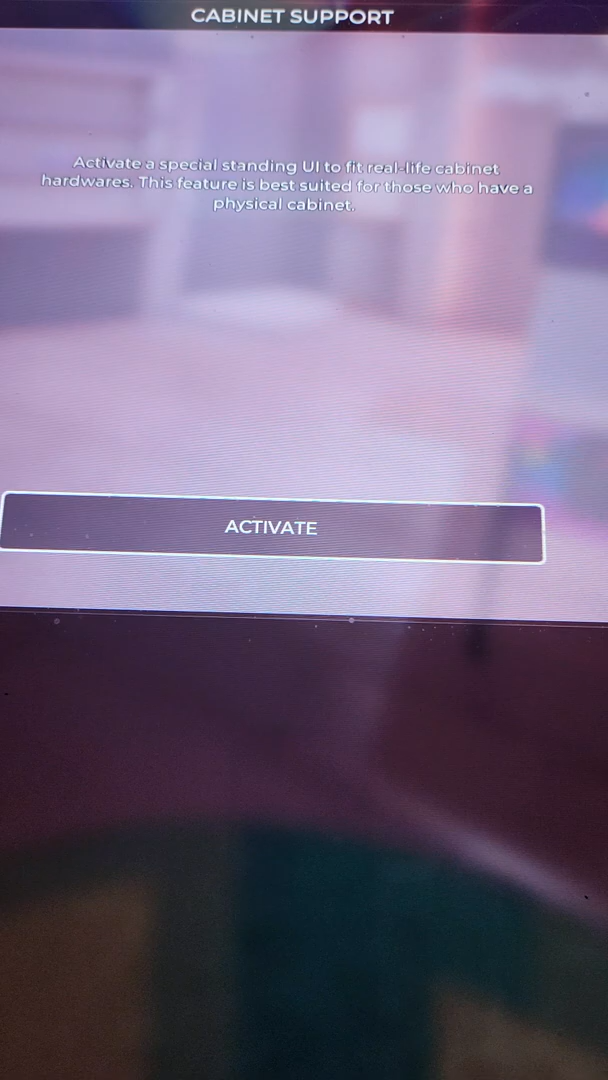 CABINET SUPPORT
Activate a special standing UI to fit real-life cabinet
hardwares. This feature is best suited for those who have a
physical cabinet.
ACTIVATE